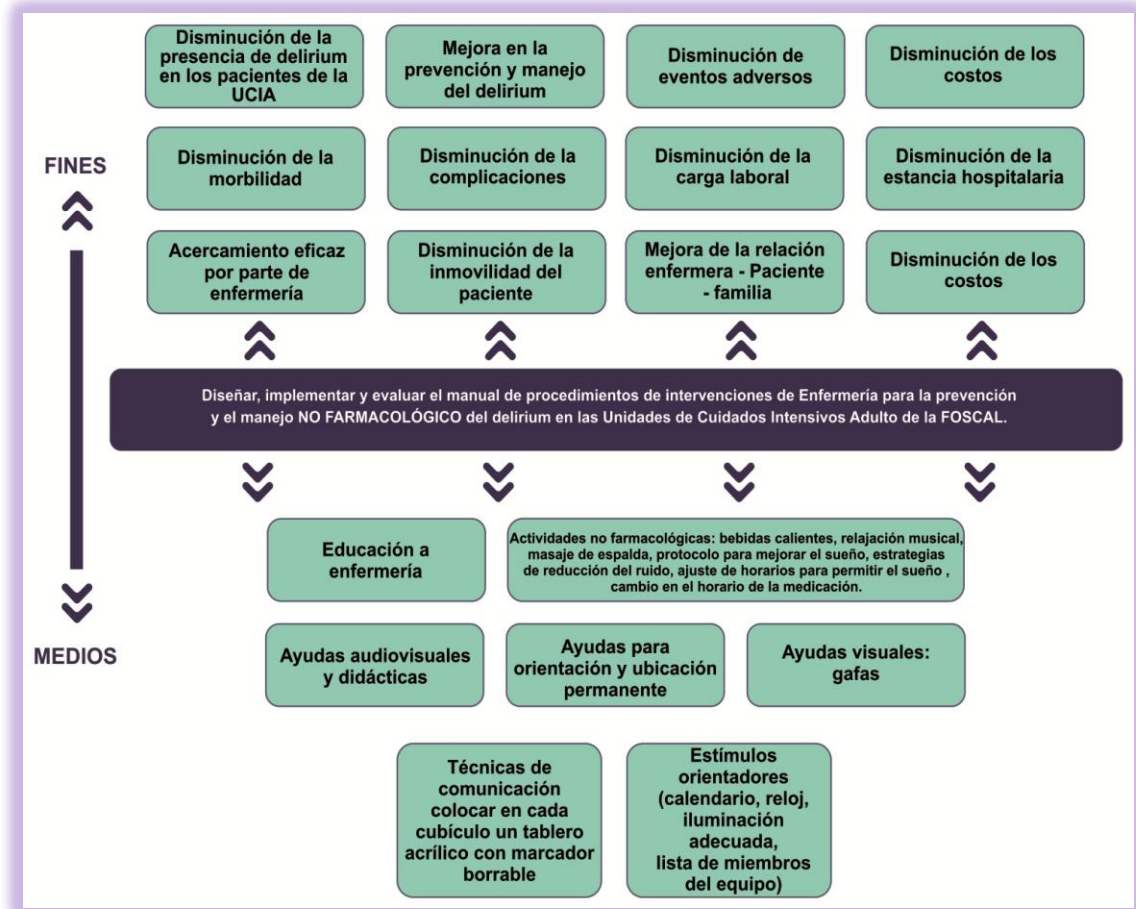 Disminución de la
presencia de delirium
en los pacientes de la
UCIA
Mejora en la
prevención y manejo
del delirium
Disminución de
eventos adversos
Disminución de los
costos
FINES
Disminución de la
morbilidad
Disminución de la
complicaciones
Disminución de la
carga laboral
Disminución de la
estancia hospitalaria
Acercamiento eficaz
por parte de
enfermería
Disminución de la
inmovilidad del
paciente
Mejora de la relación
enfermera - Paciente
- familia
Disminución de los
costos
Diseñar, implementar y evaluar el manual de procedimientos de intervenciones de Enfermería para la prevención
y el manejo NO FARMACOLÓGICO del delirium en las Unidades de Cuidados Intensivos Adulto de la FOSCAL.
Educación a
enfermería
Actividades no farmacológicas: bebidas calientes, relajación musical,
masaje de espalda, protocolo para mejorar el sueño, estrategias
de reducción del ruido, ajuste de horarios para permitir el sueño ,
cambio en el horario de la medicación.
MEDIOS
Ayudas audiovisuales
y didácticas
Ayudas para
orientación y ubicación
permanente
Ayudas visuales:
gafas
Técnicas de
comunicación
colocar en cada
cubículo un tablero
acrílico con marcador
borrable
Estímulos
orientadores
(calendario, reloj,
iluminación
adecuada,
lista de miembros
del equipo)